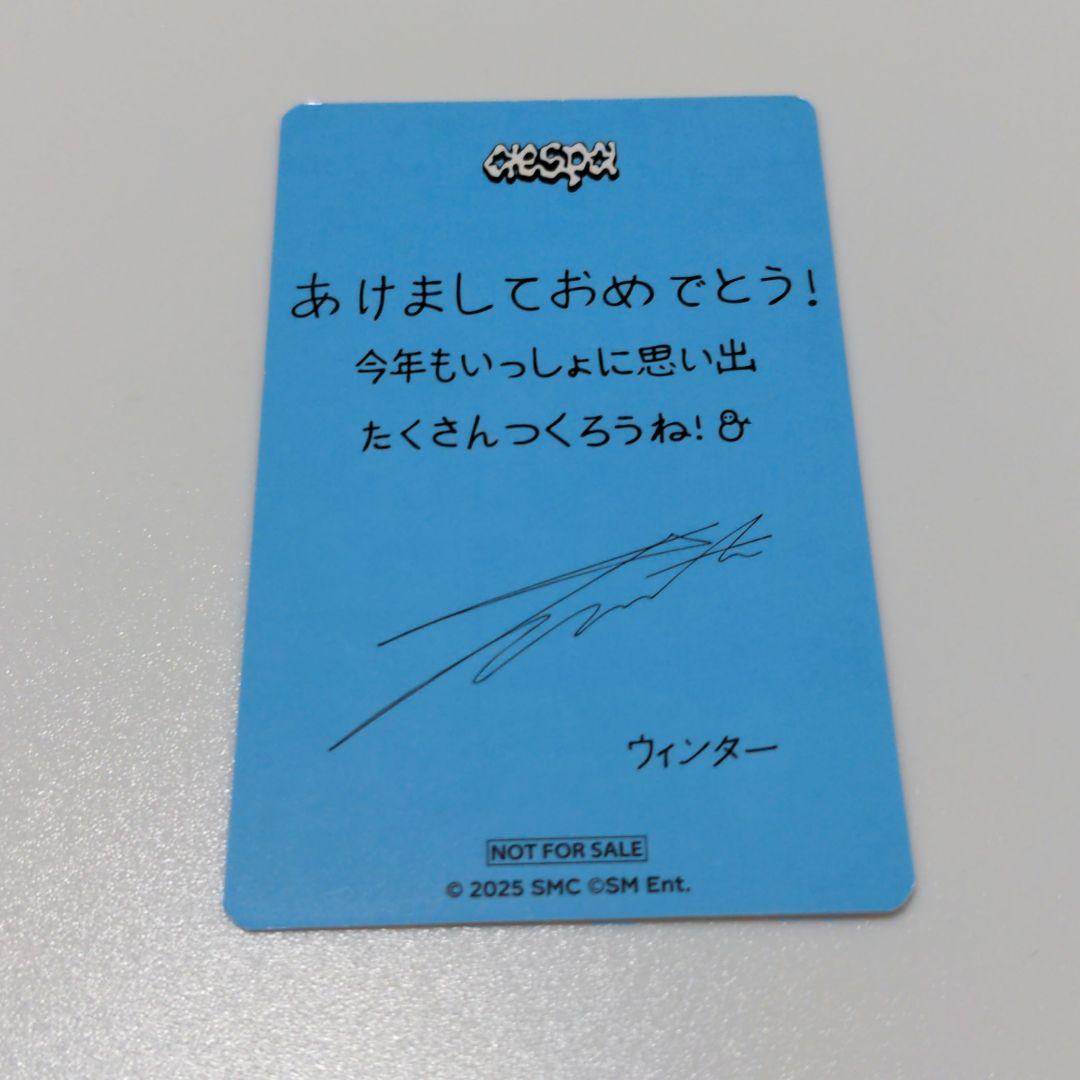 aespa
あけましておめでとう!
今年もいっしょに思い出
たくさんつくろうね!
ウィンター
NOT FOR SALE
© 2025 SMC ©SM Ent.